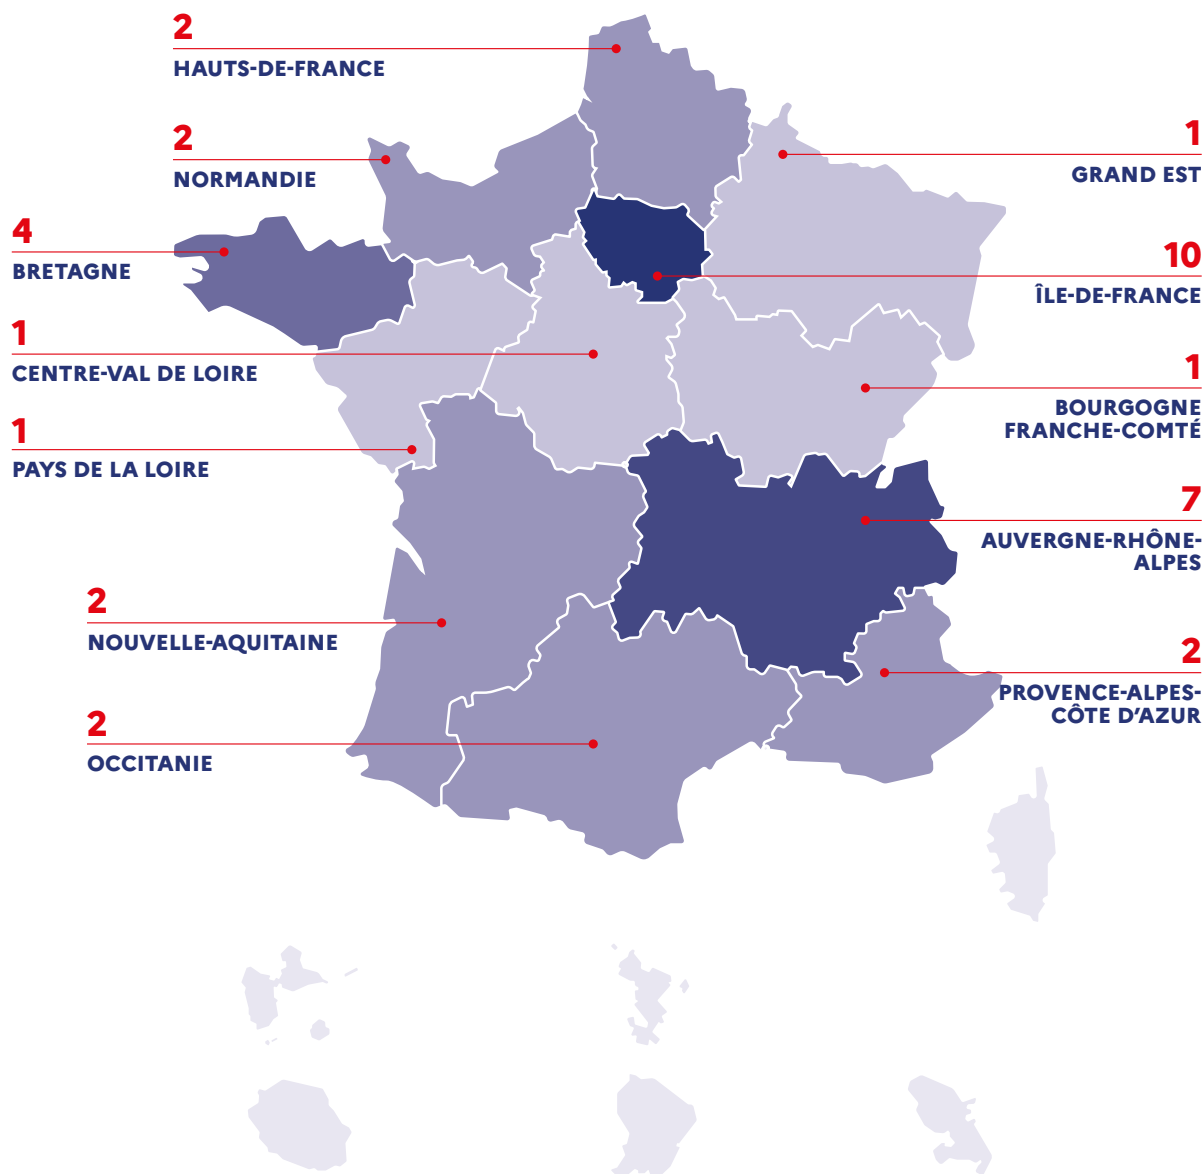 2
HAUTS-DE-FRANCE
2
NORMANDIE
4
BRETAGNE
1
CENTRE-VAL DE LOIRE
1
PAYS DE LA LOIRE
2
NOUVELLE-AQUITAINE
2
OCCITANIE
1
GRAND EST
10
ÎLE-DE-FRANCE
1
BOURGOGNE
FRANCHE-COMTÉ
7
AUVERGNE-RHÔNE-
ALPES
2
PROVENCE-ALPES-
CÔTE D’AZUR